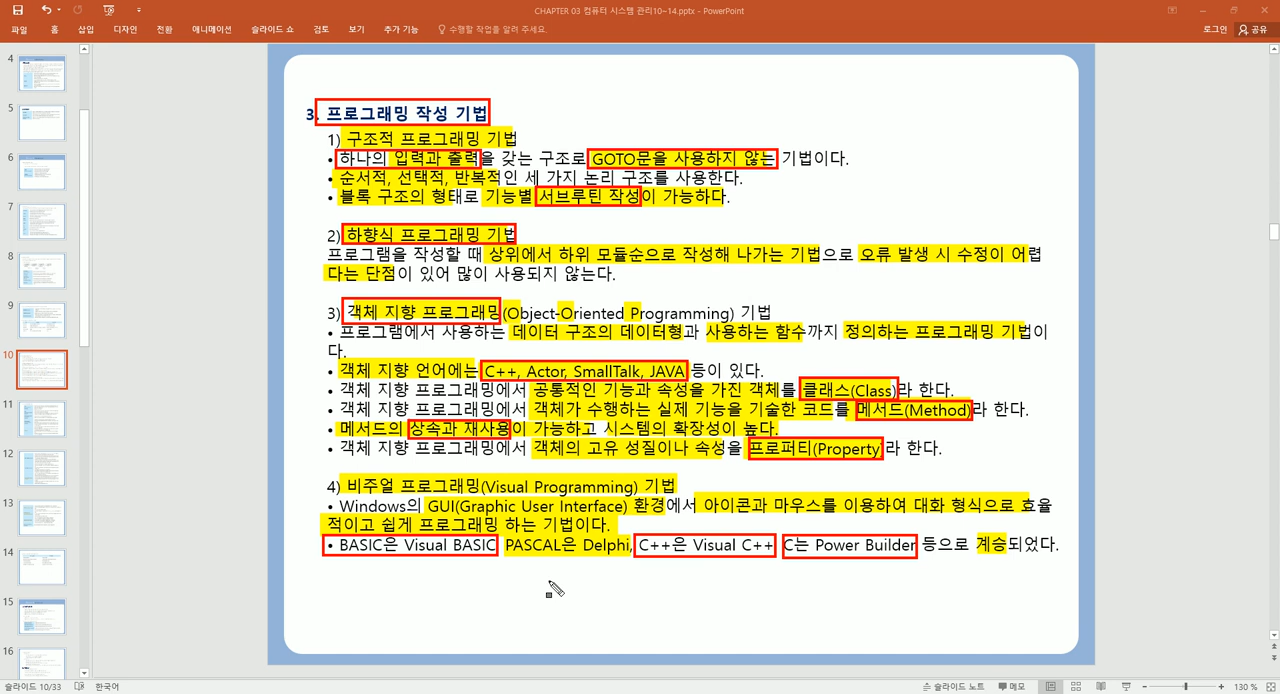 CHAPTER 03 컴퓨터 시스템 관리10~14.pptx - PowerPoint
파일 홈 삽입 디자인 전환 애니메이션 슬라이드 쇼 검토 보기 추가 기능 수행할 작업을 알려 주세요. 로그인 공유
4
5
6
7
8
9
10
11
12
13
14
15
16
3. 프로그래밍 작성 기법
1) 구조적 프로그래밍 기법
• 하나의 입력과 출력을 갖는 구조로 GOTO문을 사용하지 않는 기법이다.
• 순서적, 선택적, 반복적인 세 가지 논리 구조를 사용한다.
• 블록 구조의 형태로 기능별 서브루틴 작성이 가능하다.
2) 하향식 프로그래밍 기법
프로그램을 작성할 때 상위에서 하위 모듈순으로 작성해 나가는 기법으로 오류 발생 시 수정이 어렵
다는 단점이 있어 많이 사용되지 않는다.
3) 객체 지향 프로그래밍(Object-Oriented Programming) 기법
• 프로그램에서 사용하는 데이터 구조의 데이터형과 사용하는 함수까지 정의하는 프로그래밍 기법이
다.
• 객체 지향 언어에는 C++, Actor, SmallTalk, JAVA 등이 있다.
• 객체 지향 프로그래밍에서 공통적인 기능과 속성을 가진 객체를 클래스(Class)라 한다.
• 객체 지향 프로그래밍에서 객체가 수행하는 실제 기능을 기술한 코드를 메서드(Method)라 한다.
• 메서드의 상속과 재사용이 가능하고 시스템의 확장성이 높다.
• 객체 지향 프로그래밍에서 객체의 고유 성질이나 속성을 프로퍼티(Property)라 한다.
4) 비주얼 프로그래밍(Visual Programming) 기법
• Windows의 GUI(Graphic User Interface) 환경에서 아이콘과 마우스를 이용하여 대화 형식으로 효율
적이고 쉽게 프로그래밍 하는 기법이다.
• BASIC은 Visual BASIC, PASCAL은 Delphi, C++은 Visual C++, C는 Power Builder 등으로 계승되었다.
슬라이드 10/33 한국어 슬라이드 노트 메모 130 %